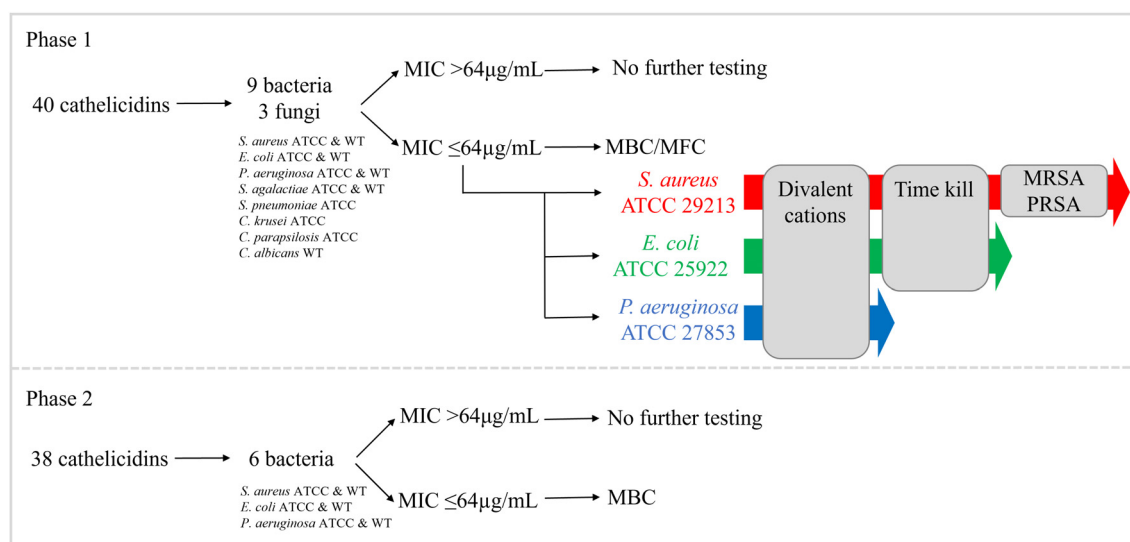 Phase 1
40 cathelicidins
9 bacteria
3 fungi
S. aureus ATCC & WT
E. coli ATCC & WT
P. aeruginosa ATCC & WT
S. agalactiae ATCC & WT
S. pneumoniae ATCC
C. krusei ATCC
C. parapsilosis ATCC
C. albicans WT
MIC >64µg/mL
No further testing
MIC ≤64µg/mL
MBC/MFC
S. aureus
ATCC 29213
E. coli
ATCC 25922
P. aeruginosa
ATCC 27853
Divalent
cations
Time kill
MRSA
PRSA
Phase 2
38 cathelicidins
6 bacteria
S. aureus ATCC & WT
E. coli ATCC & WT
P. aeruginosa ATCC & WT
MIC >64µg/mL
No further testing
MIC ≤64µg/mL
MBC